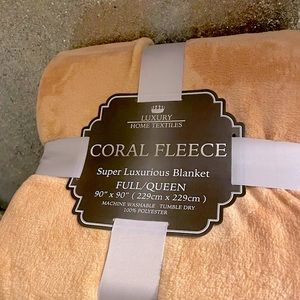 LUXURY
HOME TEXTILES
CORAL FLEECE
Super Luxurious Blanket
FULL/QUEEN
90" x 90" ( 229cm x 229cm )
MACHINE WASHABLE · TUMBLE DRY
100% POLYESTER